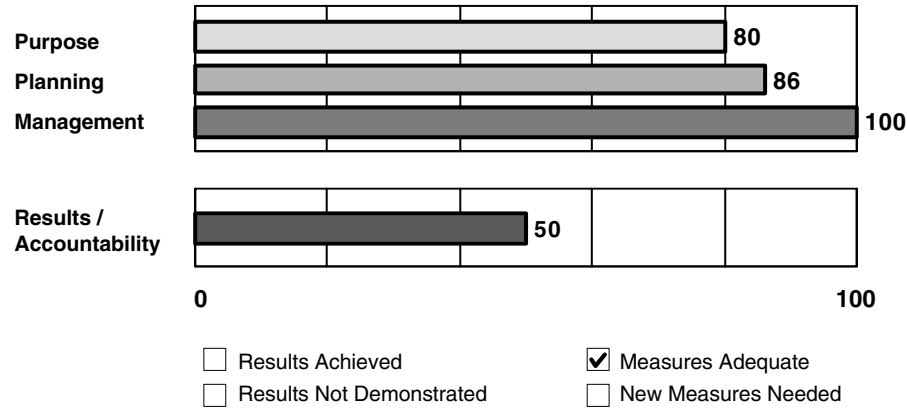 Purpose 80
Planning 86
Management 100
Results /
Accountability 50
0 100
Results Achieved Measures Adequate
Results Not Demonstrated New Measures Needed